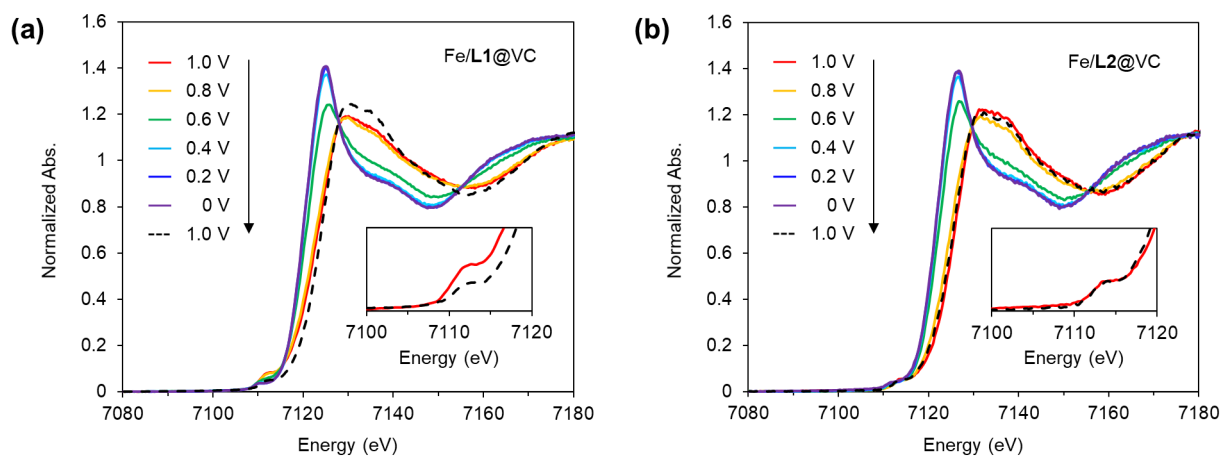 (a)
Fe/L1@VC
1.0 V
0.8 V
0.6 V
0.4 V
0.2 V
0 V
1.0 V
Normalized Abs.
1.6
1.4
1.2
1
0.8
0.6
0.4
0.2
0
7080
7100
7120
7140
7160
7180
Energy (eV)
7100
7110
7120
Energy (eV)
(b)
Fe/L2@VC
1.0 V
0.8 V
0.6 V
0.4 V
0.2 V
0 V
1.0 V
Normalized Abs.
1.6
1.4
1.2
1
0.8
0.6
0.4
0.2
0
7080
7100
7120
7140
7160
7180
Energy (eV)
7100
7110
7120
Energy (eV)